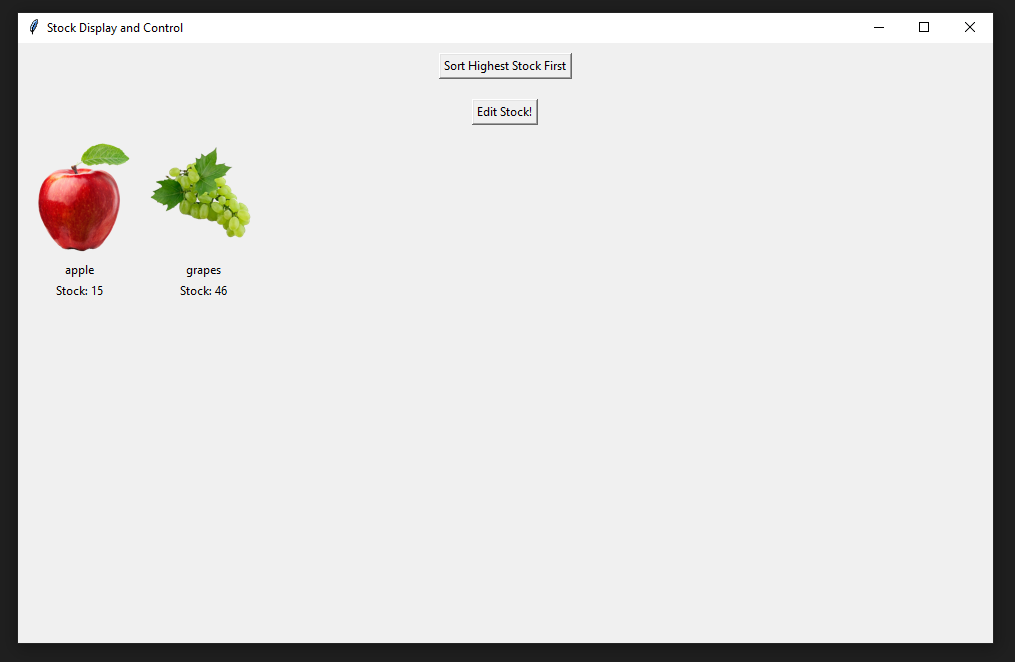 Stock Display and Control
Sort Highest Stock First
Edit Stock!
apple
grapes
Stock: 15
Stock: 46